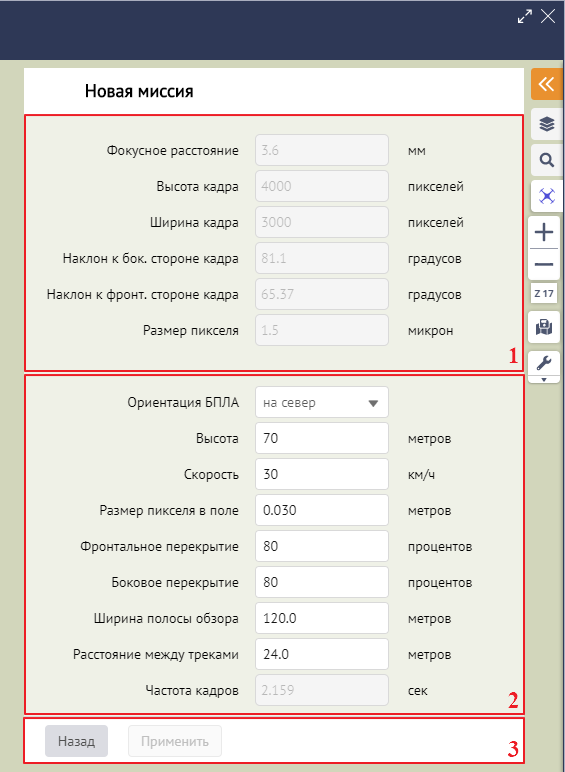 Новая миссия
Фокусное расстояние 3.6 мм
Высота кадра 4000 пикселей
Ширина кадра 3000 пикселей
Наклон к бок. стороне кадра 81.1 градусов
Наклон к фронт. стороне кадра 65.37 градусов
Размер пикселя 1.5 микрон
1
Z 17
Ориентация БПЛА на север
Высота 70 метров
Скорость 30 км/ч
Размер пикселя в поле 0.030 метров
Фронтальное перекрытие 80 процентов
Боковое перекрытие 80 процентов
Ширина полосы обзора 120.0 метров
Расстояние между треками 24.0 метров
Частота кадров 2.159 сек
2
Назад Применить
3